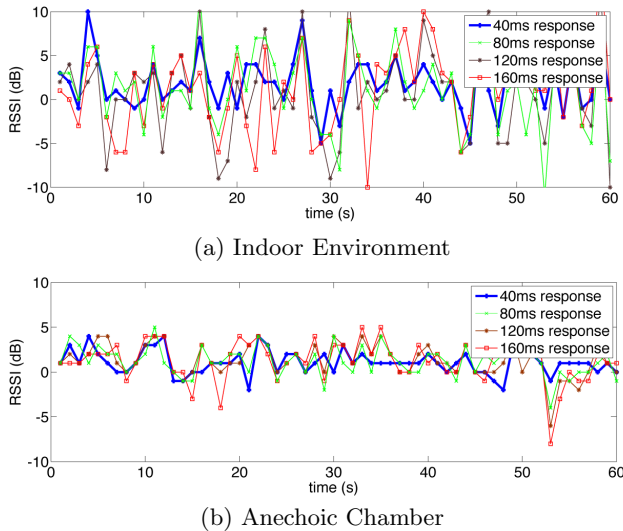 10
5
0
-5
-10
RSSI (dB)
40ms response
80ms response
120ms response
160ms response
0 10 20 30 40 50 60
time (s)
(a) Indoor Environment
10
5
0
-5
-10
RSSI (dB)
40ms response
80ms response
120ms response
160ms response
0 10 20 30 40 50 60
time (s)
(b) Anechoic Chamber